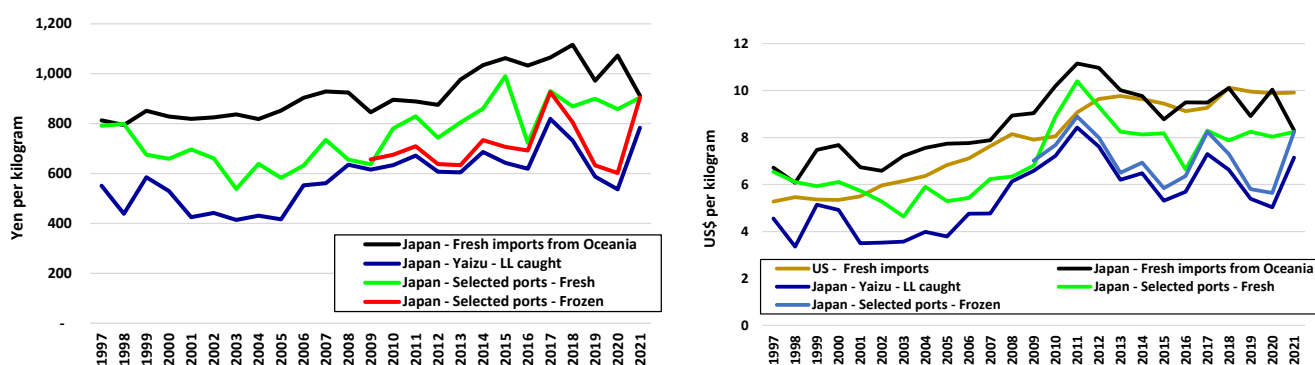 Yen per kilogram
1,200
1,000
800
600
400
200
-
1997 1998 1999 2000 2001 2002 2003 2004 2005 2006 2007 2008 2009 2010 2011 2012 2013 2014 2015 2016 2017 2018 2019 2020 2021
Japan - Fresh imports from Oceania
Japan - Yaizu - LL caught
Japan - Selected ports - Fresh
Japan - Selected ports - Frozen
US$ per kilogram
12
10
8
6
4
2
0
1997 1998 1999 2000 2001 2002 2003 2004 2005 2006 2007 2008 2009 2010 2011 2012 2013 2014 2015 2016 2017 2018 2019 2020 2021
US - Fresh imports Japan - Fresh imports from Oceania
Japan - Yaizu - LL caught Japan - Selected ports - Fresh
Japan - Selected ports - Frozen